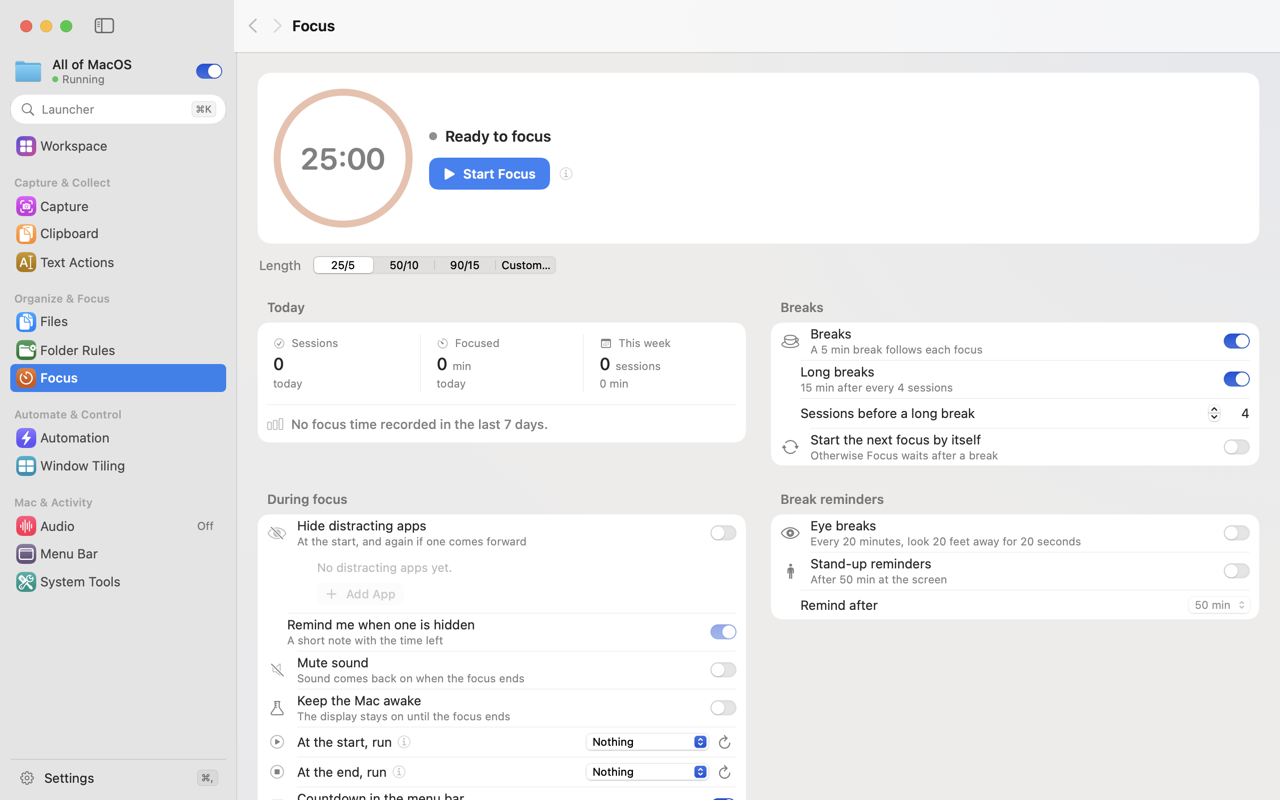 Focus
All of MacOS
Running
Launcher ⌘K
Workspace
Capture & Collect
Capture
Clipboard
Text Actions
Organize & Focus
Files
Folder Rules
Focus
Automate & Control
Automation
Window Tiling
Mac & Activity
Audio Off
Menu Bar
System Tools
Settings ⌘,
25:00
Ready to focus
Start Focus
Length 25/5 50/10 90/15 Custom...
Today
Sessions
0
today
Focused
0 min
today
This week
0 sessions
0 min
No focus time recorded in the last 7 days.
Breaks
Breaks
A 5 min break follows each focus
Long breaks
15 min after every 4 sessions
Sessions before a long break 4
Start the next focus by itself
Otherwise Focus waits after a break
During focus
Hide distracting apps
At the start, and again if one comes forward
No distracting apps yet.
Add App
Remind me when one is hidden
A short note with the time left
Mute sound
Sound comes back on when the focus ends
Keep the Mac awake
The display stays on until the focus ends
At the start, run Nothing
At the end, run Nothing
Countdown in the menu bar
Break reminders
Eye breaks
Every 20 minutes, look 20 feet away for 20 seconds
Stand-up reminders
After 50 min at the screen
Remind after 50 min